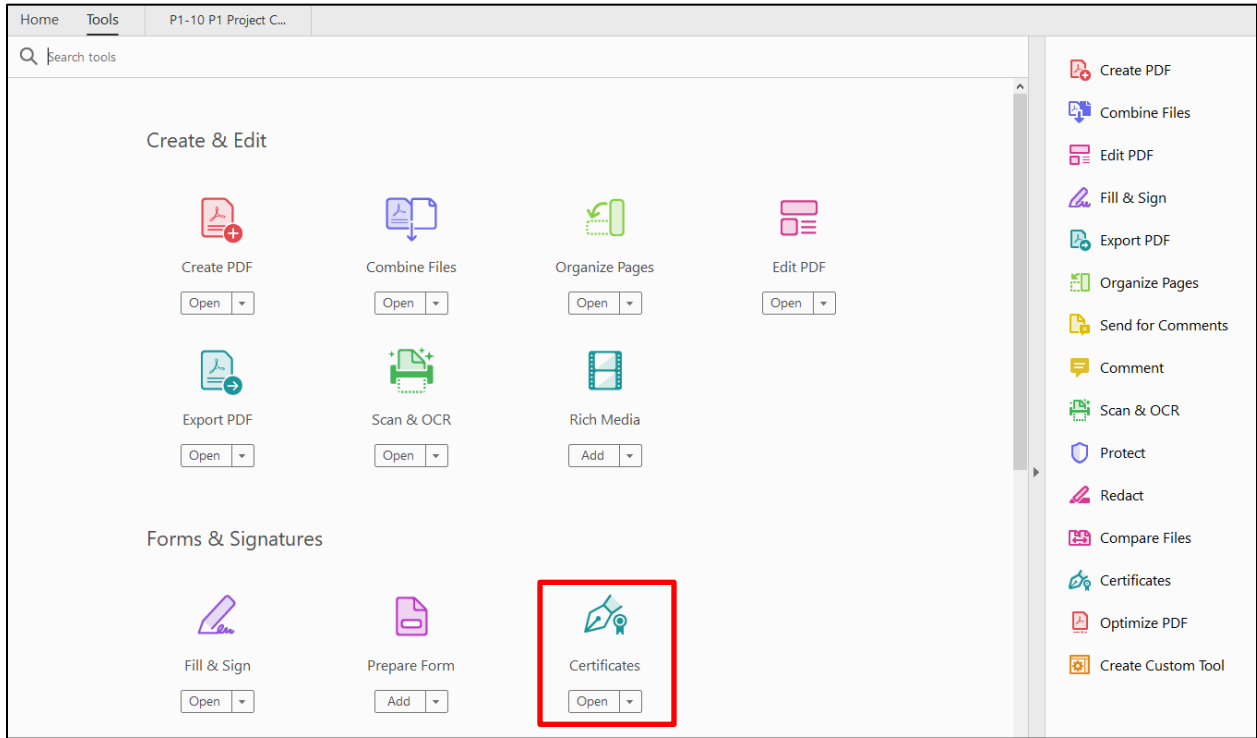 Home Tools P1-10 P1 Project C...
Search tools
Create & Edit
Create PDF Combine Files Organize Pages Edit PDF
Open Open Open Open
Export PDF Scan & OCR Rich Media
Open Open Add
Forms & Signatures
Fill & Sign Prepare Form Certificates
Open Add Open
Create PDF
Combine Files
Edit PDF
Fill & Sign
Export PDF
Organize Pages
Send for Comments
Comment
Scan & OCR
Protect
Redact
Compare Files
Certificates
Optimize PDF
Create Custom Tool